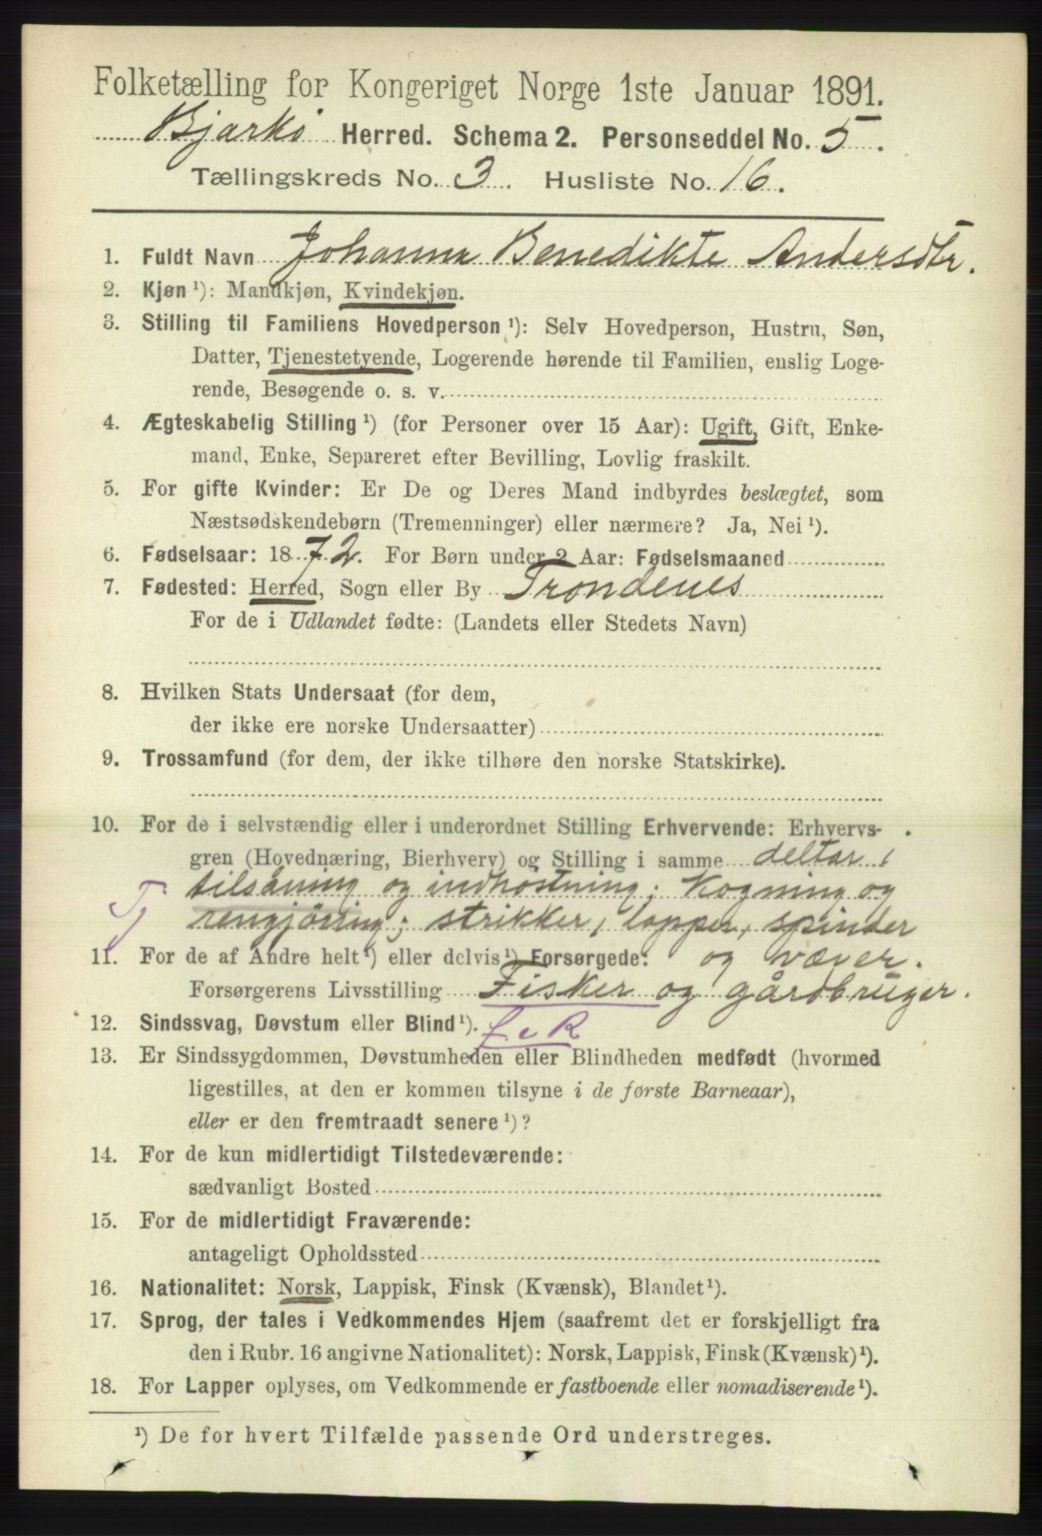 Folketælling for Kongeriget Norge 1ste Januar 1891.
Bjarkø Herred. Schema 2. Personseddel No. 5.
Tællingskreds No. 3. Husliste No. 16.
1. Fuldt Navn Johanna Benedikte Andersdtr.
2. Kjøn ¹): Mandkjøn, Kvindekjøn.
3. Stilling til Familiens Hovedperson ¹): Selv Hovedperson, Hustru, Søn,
Datter, Tjenestetyende, Logerende hørende til Familien, enslig Loge-
rende, Besøgende o. s. v.
4. Ægteskabelig Stilling ¹) (for Personer over 15 Aar): Ugift, Gift, Enke-
mand, Enke, Separeret efter Bevilling, Lovlig fraskilt.
5. For gifte Kvinder: Er De og Deres Mand indbyrdes beslægtet, som
Næstsødskendebørn (Tremenninger) eller nærmere? Ja, Nei ¹).
6. Fødselsaar: 1872. For Børn under 2 Aar: Fødselsmaaned
7. Fødested: Herred, Sogn eller By Trondenes
For de i Udlandet fødte: (Landets eller Stedets Navn)
8. Hvilken Stats Undersaat (for dem,
der ikke ere norske Undersaatter)
9. Trossamfund (for dem, der ikke tilhøre den norske Statskirke).
10. For de i selvstændig eller i underordnet Stilling Erhvervende: Erhvervs-
gren (Hovednæring, Bierhverv) og Stilling i samme deltar i
Tj tilsåning og indhøstning; Kogning og
rengjøring; strikker, lapper, spinder
11. For de af Andre helt ¹) eller delvis ¹) Forsørgede: og væver.
Forsørgerens Livsstilling Fisker og gårdbruger.
12. Sindssvag, Døvstum eller Blind ¹).
13. Er Sindssygdommen, Døvstumheden eller Blindheden medfødt (hvormed
ligestilles, at den er kommen tilsyne i de første Barneaar),
eller er den fremtraadt senere ¹)?
14. For de kun midlertidigt Tilstedeværende:
sædvanligt Bosted
15. For de midlertidigt Fraværende:
antageligt Opholdssted
16. Nationalitet: Norsk, Lappisk, Finsk (Kvænsk), Blandet ¹).
17. Sprog, der tales i Vedkommendes Hjem (saafremt det er forskjelligt fra
den i Rubr. 16 angivne Nationalitet): Norsk, Lappisk, Finsk (Kvænsk) ¹).
18. For Lapper oplyses, om Vedkommende er fastboende eller nomadiserende ¹).
¹) De for hvert Tilfælde passende Ord understreges.